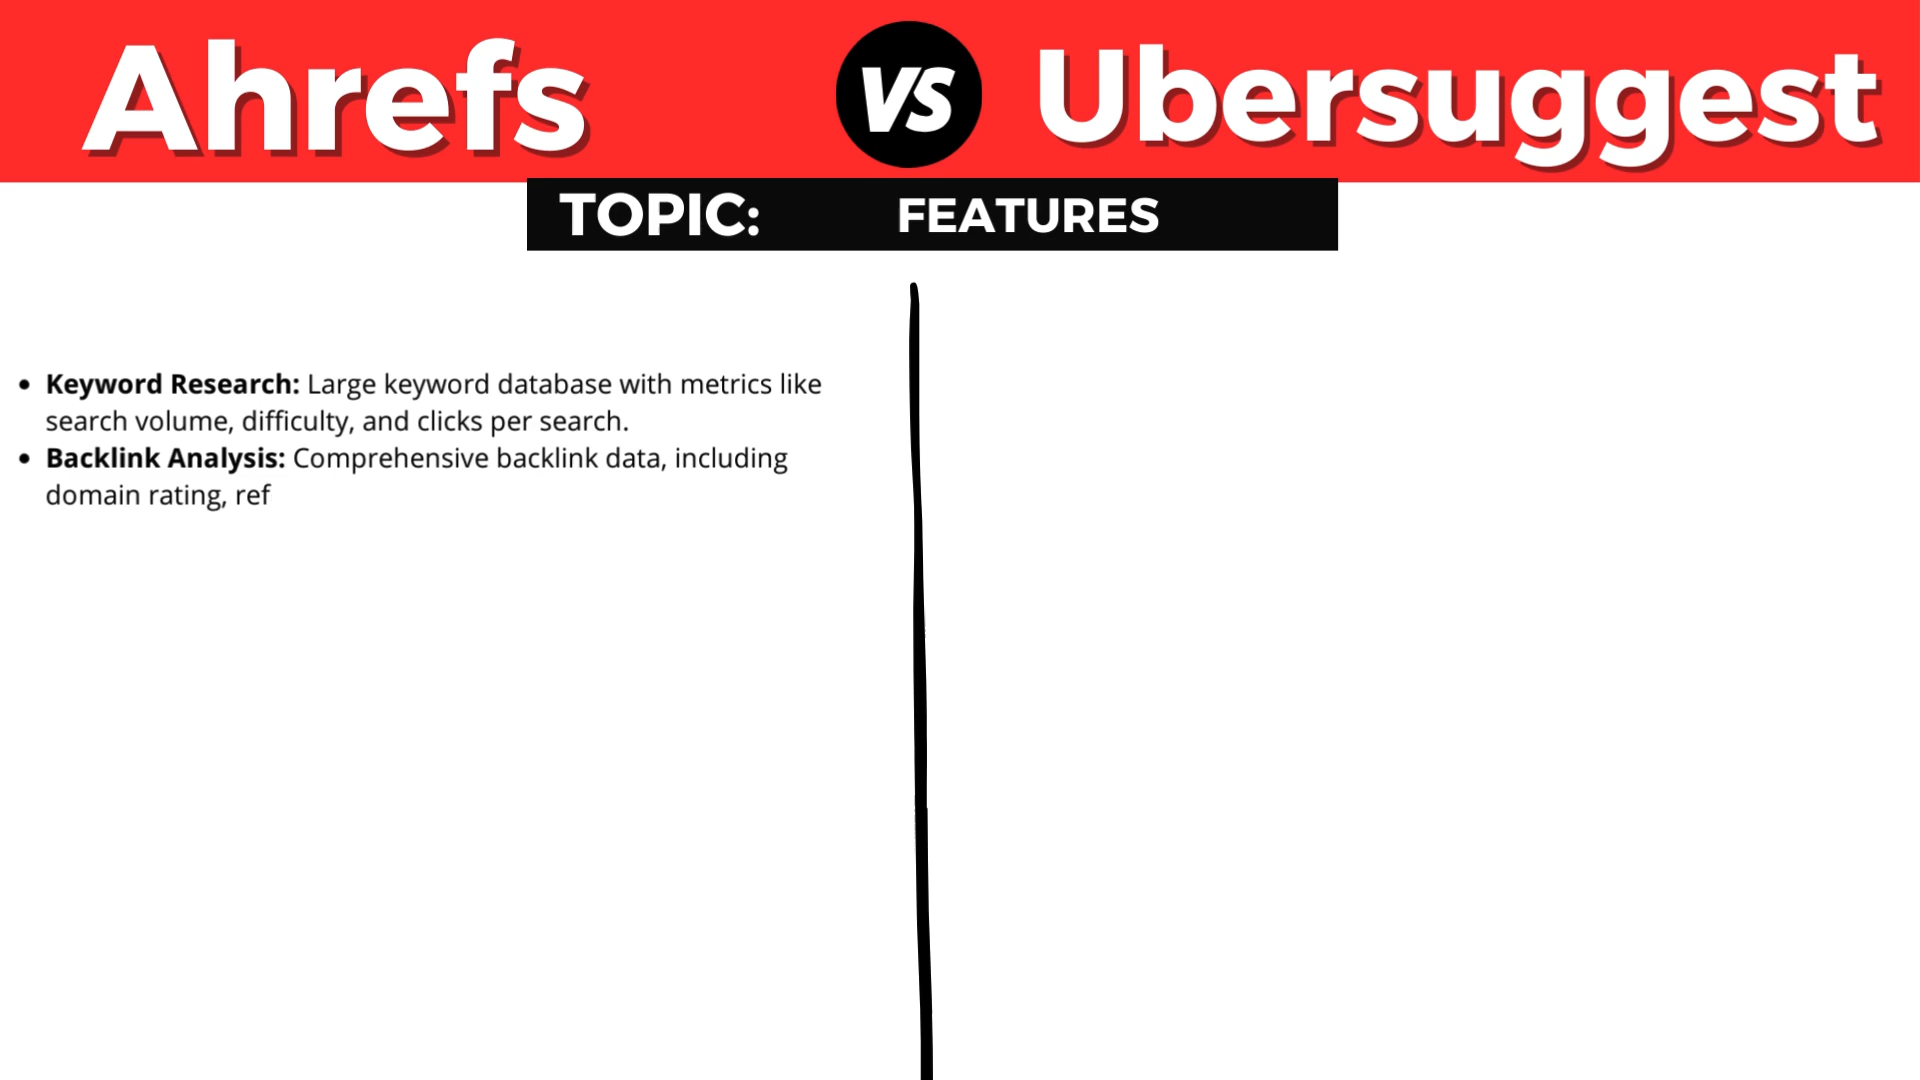 Ahrefs VS Ubersuggest
TOPIC: FEATURES
• Keyword Research: Large keyword database with metrics like
search volume, difficulty, and clicks per search.
• Backlink Analysis: Comprehensive backlink data, including
domain rating, ref